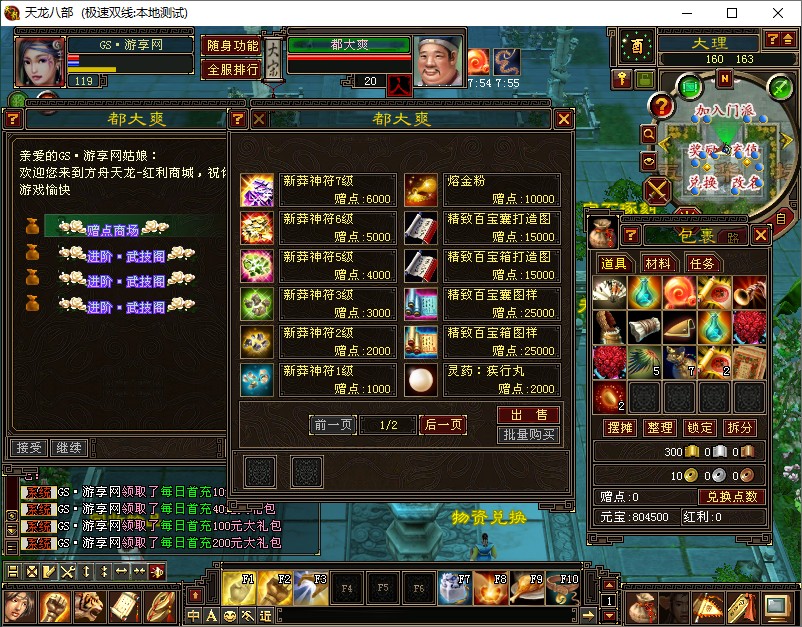 天龙八部 (极速双线:本地测试)
GS·游享网
119
随身功能
全服排行
大宗
都大爽
20
7:54 7:55
酉
大理
160 163
N
加入门派
兑换 改名
都大爽
亲爱的GS·游享网姑娘：
欢迎您来到方舟天龙-红利商城，祝你
游戏愉快
赠点商场
进阶·武技阁
进阶·武技阁
进阶·武技阁
接受 继续
都大爽
新莽神符7级
赠点:6000
熔金粉
赠点:10000
新莽神符6级
赠点:5000
精致百宝囊打造图
赠点:15000
新莽神符5级
赠点:4000
精致百宝箱打造图
赠点:15000
新莽神符3级
赠点:3000
精致百宝囊图样
赠点:25000
新莽神符2级
赠点:2000
精致百宝箱图样
赠点:25000
新莽神符1级
赠点:1000
灵药：疾行丸
赠点:2000
前一页 1/2 后一页
出 售
批量购买
包裹
道具 材料 任务
5 7 2
2
摆摊 整理 锁定 拆分
300 0 0
10 0 0
赠点:0 兑换点数
元宝:804500 红利:0
GS·游享网领取了每日首充10
GS·游享网领取了每日首充40
GS·游享网领取了每日首充100元大礼包
GS·游享网领取了每日首充200元大礼包
物资兑换
F1 F2 F3 F4 F5 F6 F7 F8 F9 F10
1
中 A 近